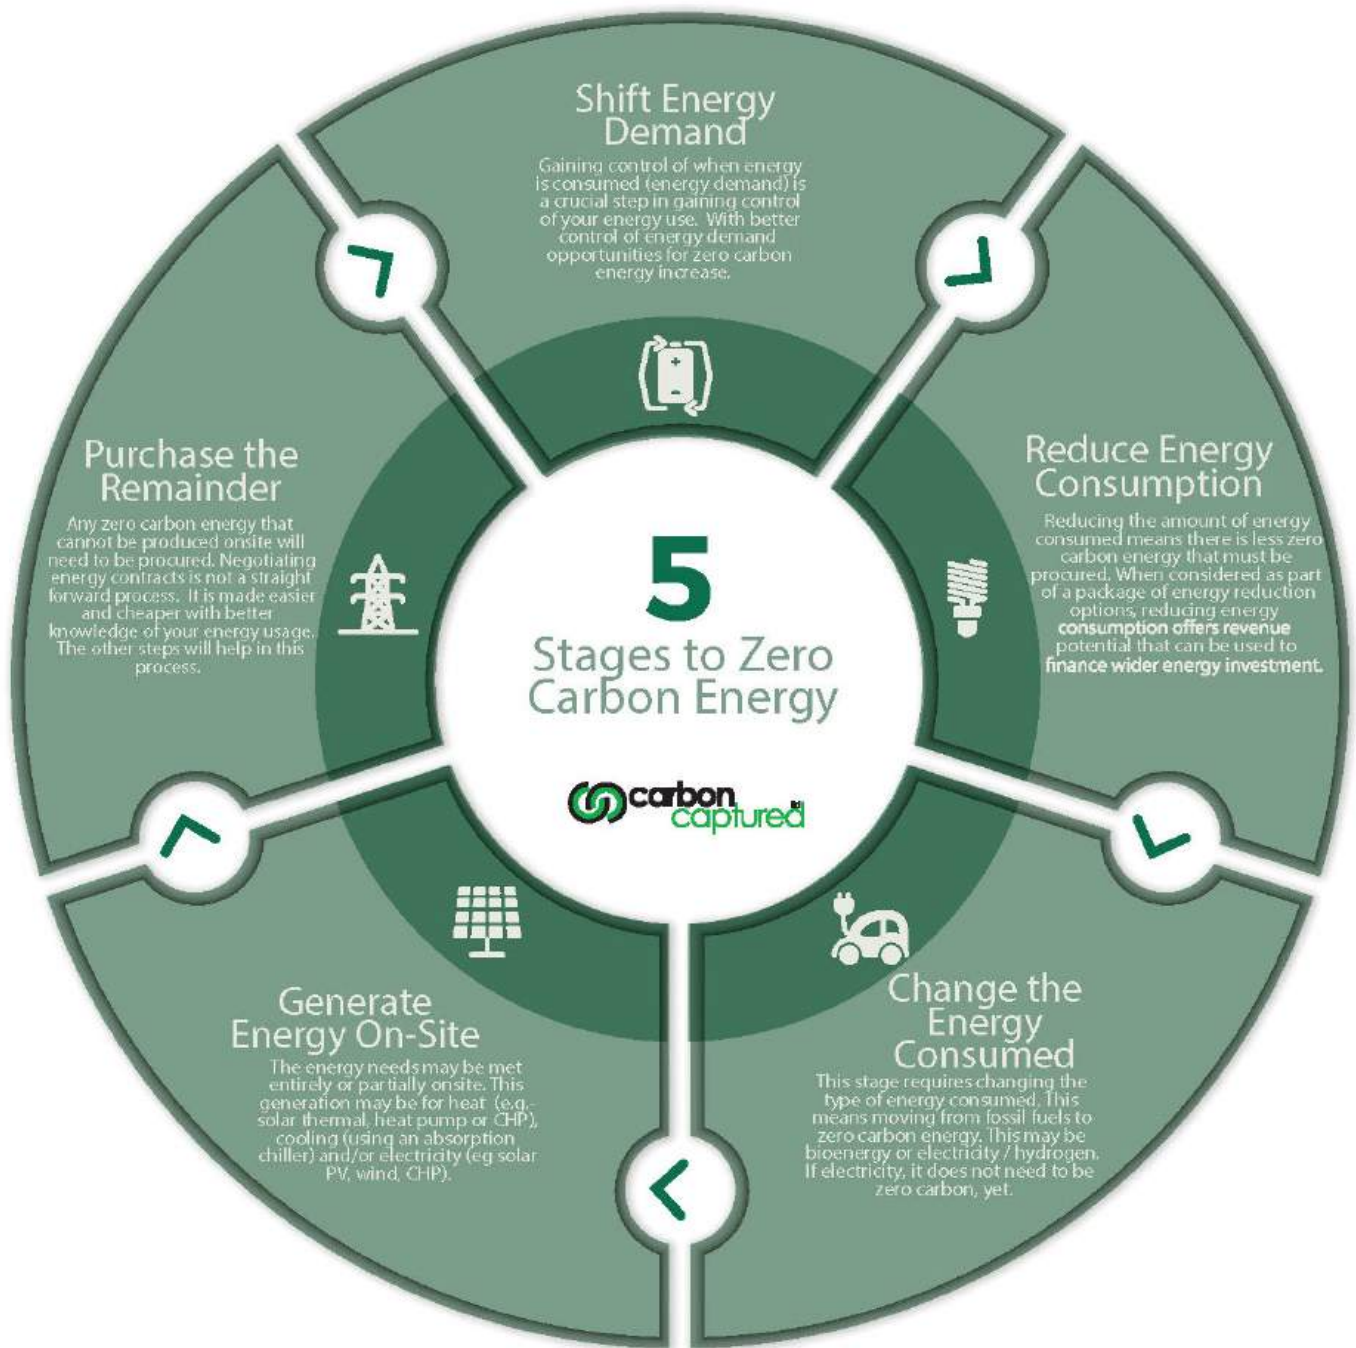 Shift Energy
Demand
Gaining control of when energy
is consumed (energy demand) is
a crucial step in gaining control
of your energy use. With better
control of energy demand
opportunities for zero carbon
energy increase.
Reduce Energy
Consumption
Reducing the amount of energy
consumed means there is less zero
carbon energy that must be
procured. When considered as part
of a package of energy reduction
options, reducing energy
consumption offers revenue
potential that can be used to
finance wider energy investment.
Change the
Energy
Consumed
This stage requires changing the
type of energy consumed. This
means moving from fossil fuels to
zero carbon energy. This may be
bioenergy or electricity / hydrogen.
If electricity, it does not need to be
zero carbon, yet.
Generate
Energy On-Site
The energy needs may be met
entirely or partially onsite. This
generation may be for heat (e.g.-
solar thermal, heat pump or CHP),
cooling (using an absorption
chiller) and/or electricity (eg solar
PV, wind, CHP).
Purchase the
Remainder
Any zero carbon energy that
cannot be produced onsite will
need to be procured. Negotiating
energy contracts is not a straight
forward process. It is made easier
and cheaper with better
knowledge of your energy usage.
The other steps will help in this
process.
5
Stages to Zero
Carbon Energy
carbon
captured